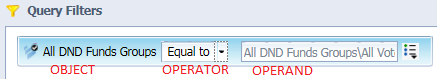 Query Filters
All DND Funds Groups Equal to All DND Funds Groups\All Vot
OBJECT OPERATOR OPERAND